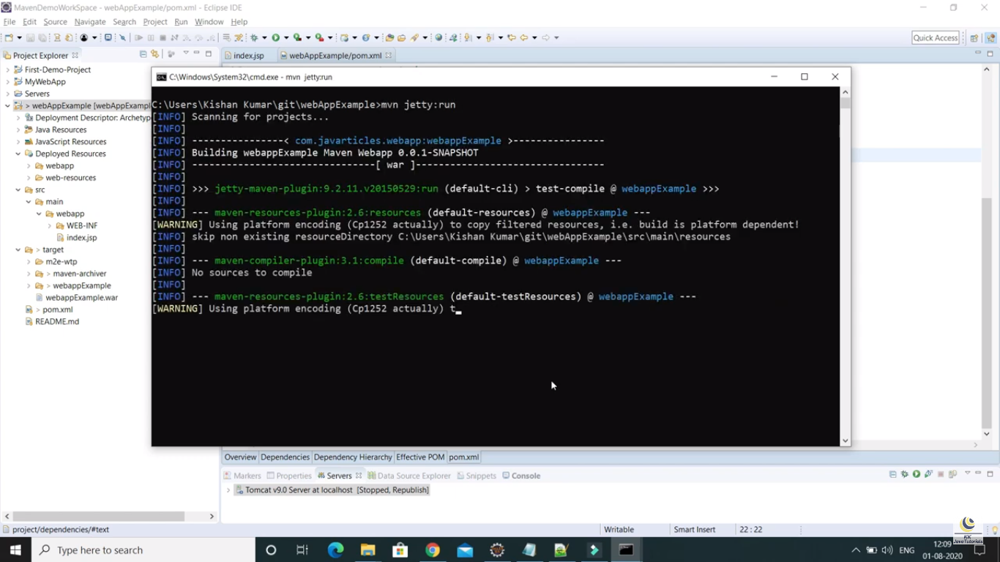 MavenDemoWorkSpace - webAppExample/pom.xml - Eclipse IDE
File Edit Source Navigate Search Project Run Window Help
Quick Access
Project Explorer
index.jsp
webAppExample/pom.xml
First-Demo-Project
MyWebApp
Servers
> webAppExample [webAppExampl
Deployment Descriptor: Archetyp
Java Resources
JavaScript Resources
Deployed Resources
webapp
web-resources
src
main
webapp
WEB-INF
index.jsp
> target
m2e-wtp
> maven-archiver
> webappExample
webappExample.war
> pom.xml
README.md
C:\Windows\System32\cmd.exe - mvn jetty:run
C:\Users\Kishan Kumar\git\webAppExample>mvn jetty:run
[INFO] Scanning for projects...
[INFO]
[INFO] ----------------< com.javarticles.webapp:webappExample >----------------
[INFO] Building webappExample Maven Webapp 0.0.1-SNAPSHOT
[INFO] --------------------------------[ war ]---------------------------------
[INFO]
[INFO] >>> jetty-maven-plugin:9.2.11.v20150529:run (default-cli) > test-compile @ webappExample >>>
[INFO]
[INFO] --- maven-resources-plugin:2.6:resources (default-resources) @ webappExample ---
[WARNING] Using platform encoding (Cp1252 actually) to copy filtered resources, i.e. build is platform dependent!
[INFO] skip non existing resourceDirectory C:\Users\Kishan Kumar\git\webAppExample\src\main\resources
[INFO]
[INFO] --- maven-compiler-plugin:3.1:compile (default-compile) @ webappExample ---
[INFO] No sources to compile
[INFO]
[INFO] --- maven-resources-plugin:2.6:testResources (default-testResources) @ webappExample ---
[WARNING] Using platform encoding (Cp1252 actually) t
Overview Dependencies Dependency Hierarchy Effective POM pom.xml
Markers Properties Servers Data Source Explorer Snippets Console
Tomcat v9.0 Server at localhost [Stopped, Republish]
project/dependencies/#text
Writable
Smart Insert
22 : 22
KK
JavaTutorials
Type here to search
ENG
12:09
01-08-2020